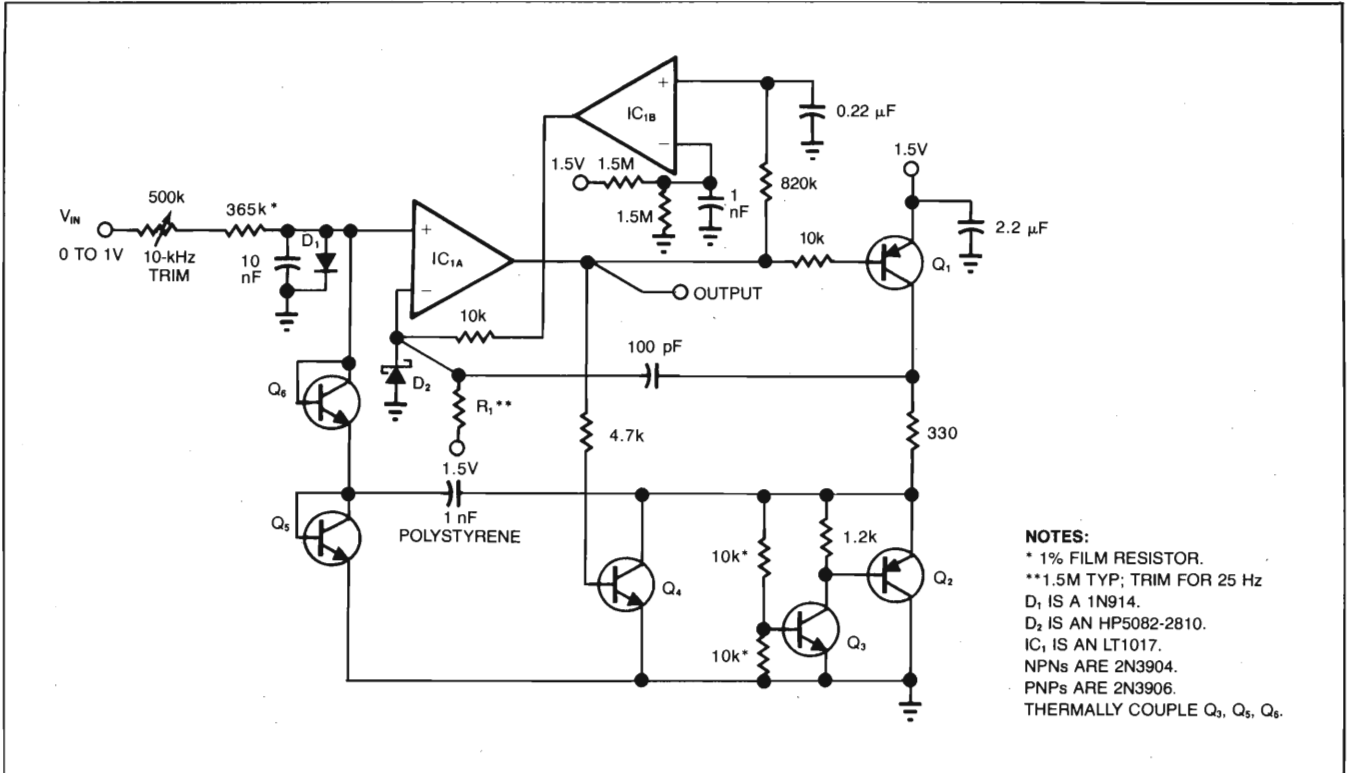 IC1B
+
−
0.22 µF
1.5V
1.5M
1.5M
1
nF
820k
1.5V
2.2 µF
500k
365k *
VIN
0 TO 1V
10-kHz
TRIM
10
nF
D1
+
−
IC1A
10k
Q1
OUTPUT
10k
100 pF
D2
R1**
1.5V
Q6
4.7k
330
Q5
1 nF
POLYSTYRENE
Q4
10k*
1.2k
Q2
Q3
10k*
NOTES:
* 1% FILM RESISTOR.
**1.5M TYP; TRIM FOR 25 Hz
D1 IS A 1N914.
D2 IS AN HP5082-2810.
IC1 IS AN LT1017.
NPNs ARE 2N3904.
PNPs ARE 2N3906.
THERMALLY COUPLE Q3, Q5, Q6.